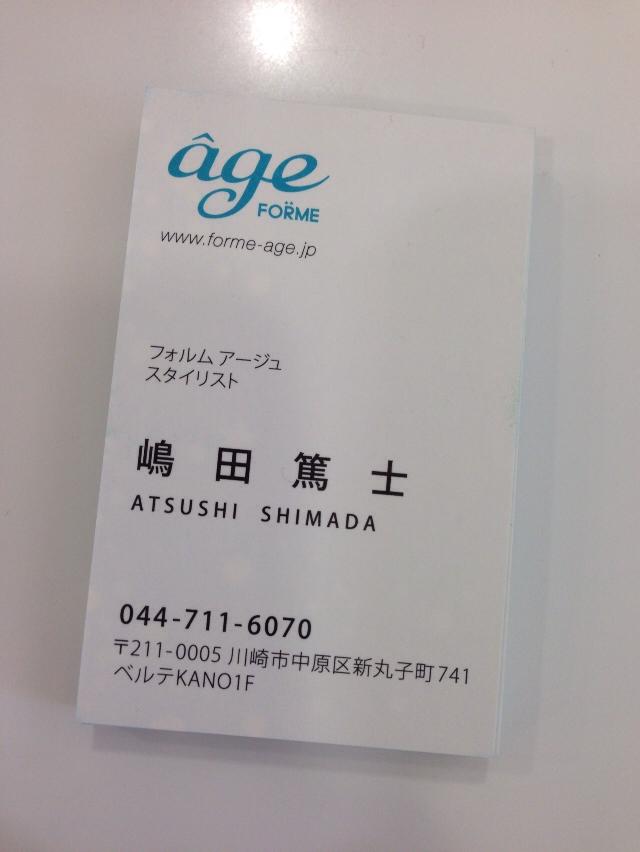 âge
FORME
www.forme-age.jp
フォルム アージュ
スタイリスト
嶋田篤士
ATSUSHI SHIMADA
044-711-6070
〒211-0005 川崎市中原区新丸子町741
ベルテKANO1F